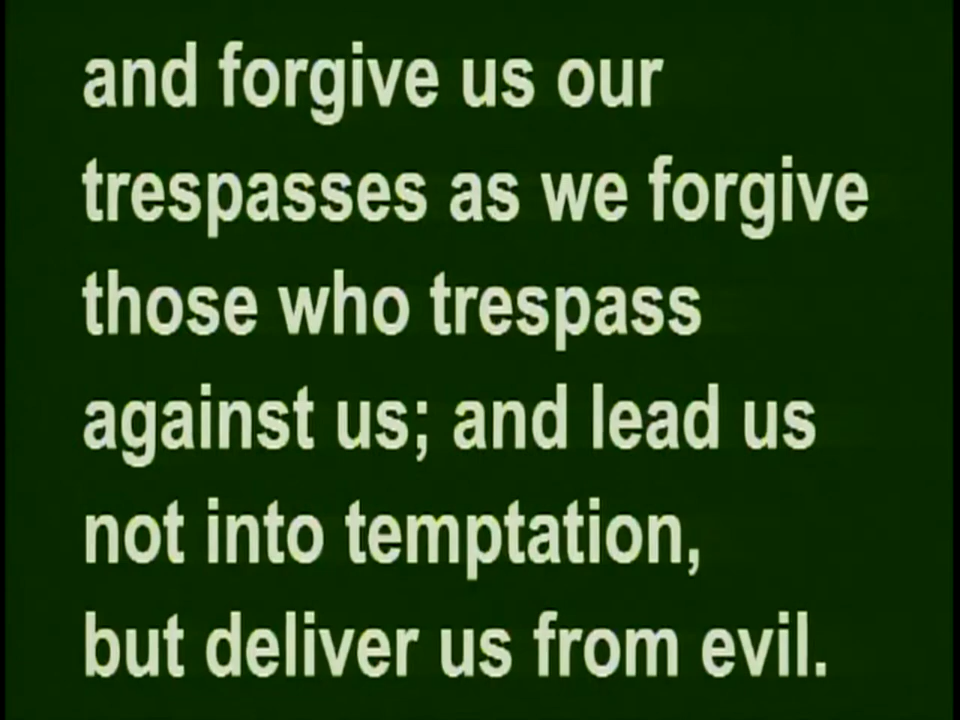 and forgive us our
trespasses as we forgive
those who trespass
against us; and lead us
not into temptation,
but deliver us from evil.